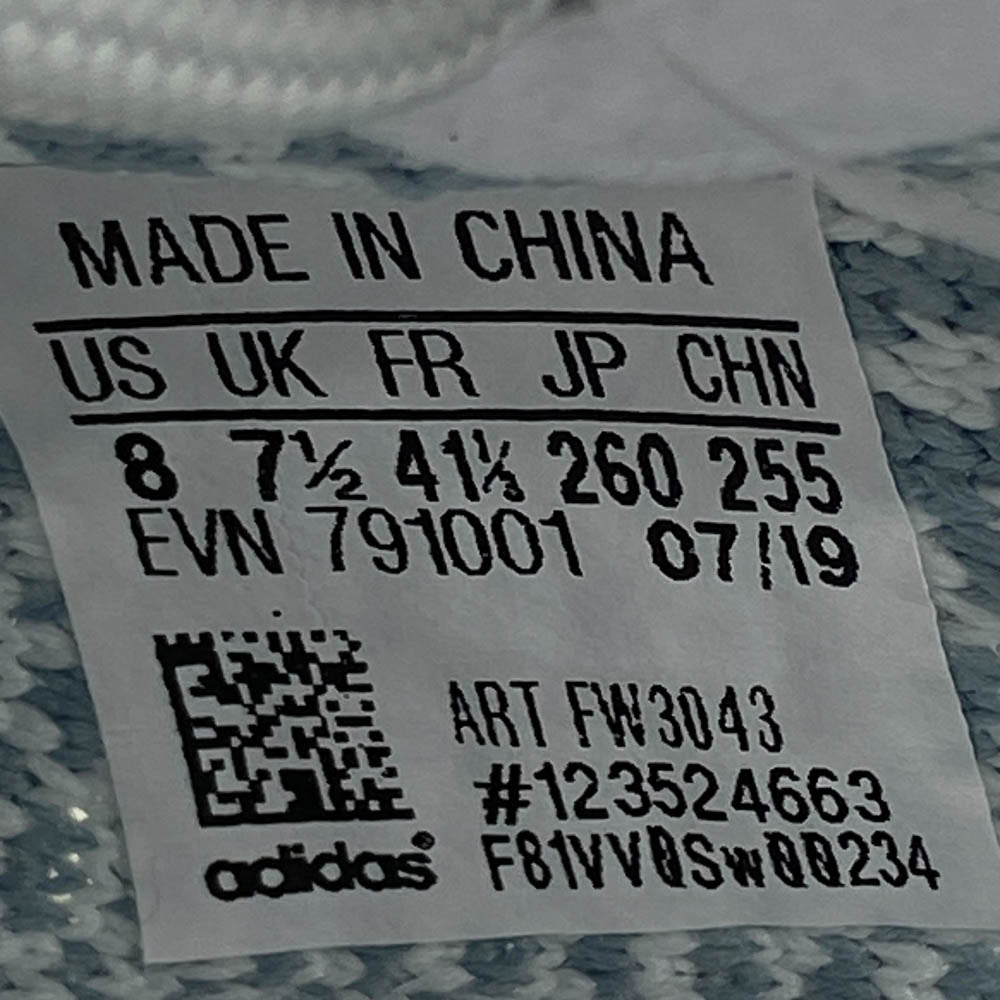 MADE IN CHINA
US UK FR JP CHN
8 7½ 41⅓ 260 255
EVN 791001 07/19
ART FW3043
#123524663
adidas® F81VV0Sw00234